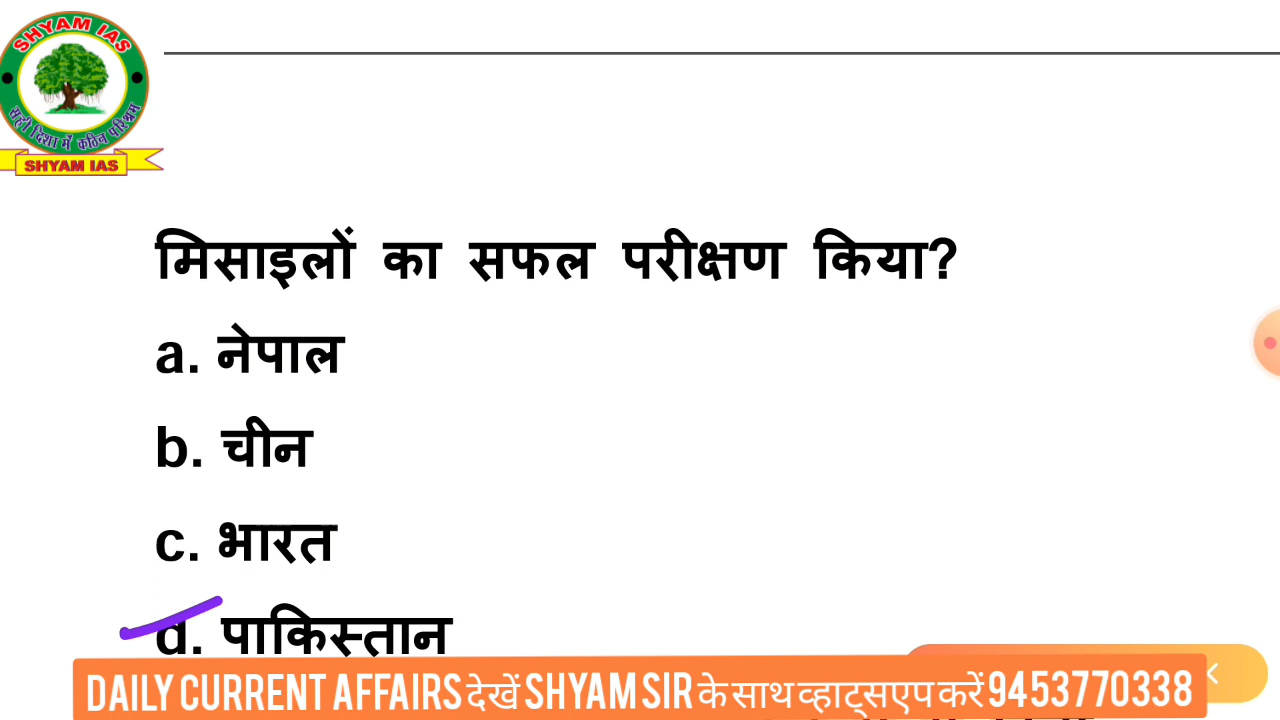 SHYAM IAS
सही दिशा में कठिन परिश्रम
SHYAM IAS
मिसाइलों का सफल परीक्षण किया?
a. नेपाल
b. चीन
c. भारत
d. पाकिस्तान
DAILY CURRENT AFFAIRS देखें SHYAM SIR के साथ व्हाट्सएप करें 9453770338